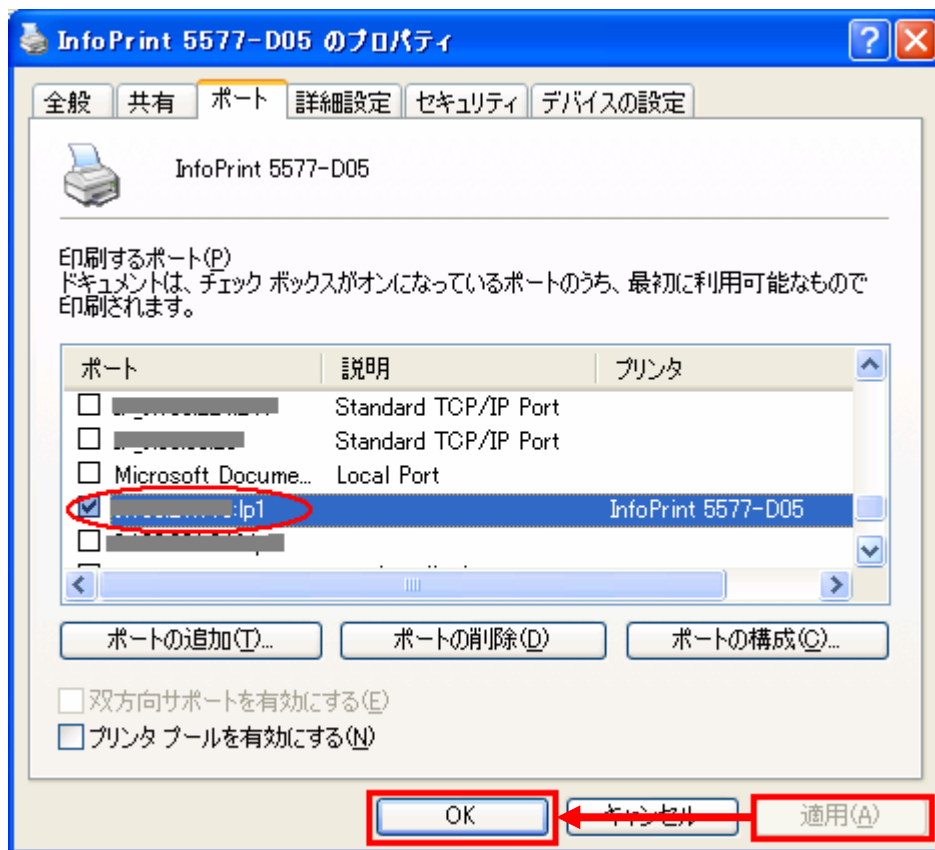 InfoPrint 5577-D05 のプロパティ
全般 共有 ポート 詳細設定 セキュリティ デバイスの設定
InfoPrint 5577-D05
印刷するポート(P)
ドキュメントは、チェック ボックスがオンになっているポートのうち、最初に利用可能なもので
印刷されます。
ポート 説明 プリンタ
Standard TCP/IP Port
Standard TCP/IP Port
Microsoft Docume... Local Port
:lp1 InfoPrint 5577-D05
ポートの追加(T)... ポートの削除(D) ポートの構成(C)...
双方向サポートを有効にする(E)
プリンタ プールを有効にする(N)
OK キャンセル 適用(A)